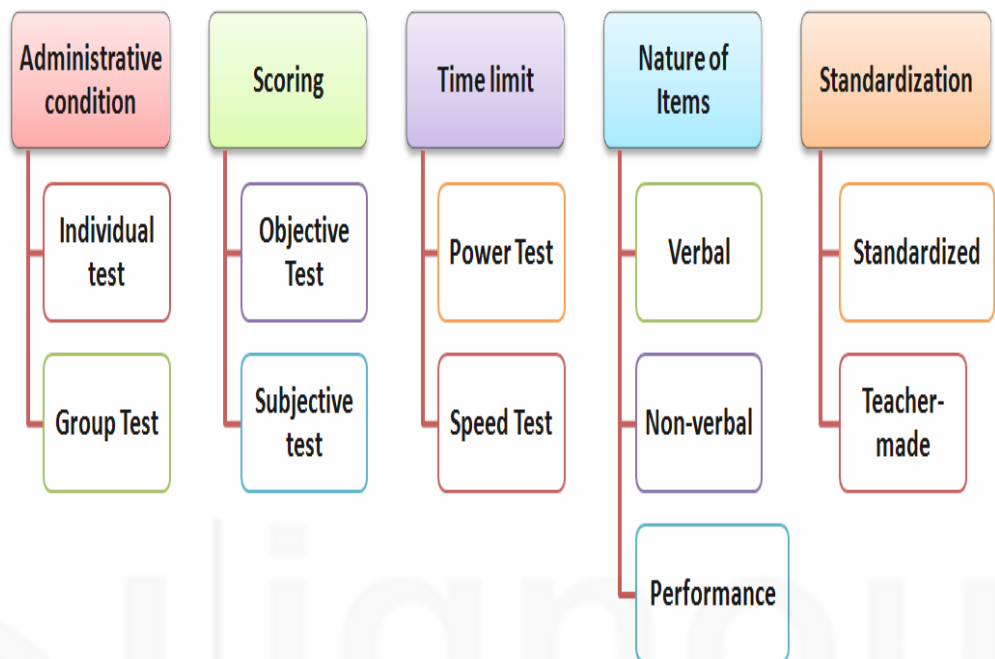 Administrative
condition
Individual
test
Group Test
Scoring
Objective
Test
Subjective
test
Time limit
Power Test
Speed Test
Nature of
Items
Verbal
Non-verbal
Performance
Standardization
Standardized
Teacher-
made
ignou